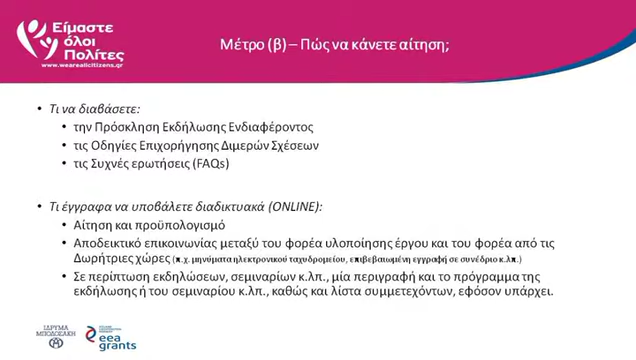 Είμαστε
όλοι
Πολίτες
www.weareallcitizens.gr
Μέτρο (β) – Πώς να κάνετε αίτηση;
• Τι να διαβάσετε:
• την Πρόσκληση Εκδήλωσης Ενδιαφέροντος
• τις Οδηγίες Επιχορήγησης Διμερών Σχέσεων
• τις Συχνές ερωτήσεις (FAQs)
• Τι έγγραφα να υποβάλετε διαδικτυακά (ONLINE):
• Αίτηση και προϋπολογισμό
• Αποδεικτικό επικοινωνίας μεταξύ του φορέα υλοποίησης έργου και του φορέα από τις
Δωρήτριες χώρες (π.χ. μηνύματα ηλεκτρονικού ταχυδρομείου, επιβεβαιωμένη εγγραφή σε συνέδριο κ.λπ.)
• Σε περίπτωση εκδηλώσεων, σεμιναρίων κ.λπ., μία περιγραφή και το πρόγραμμα της
εκδήλωσης ή του σεμιναρίου κ.λπ., καθώς και λίστα συμμετεχόντων, εφόσον υπάρχει.
ΙΔΡΥΜΑ
ΜΠΟΔΟΣΑΚΗ
eea
grants